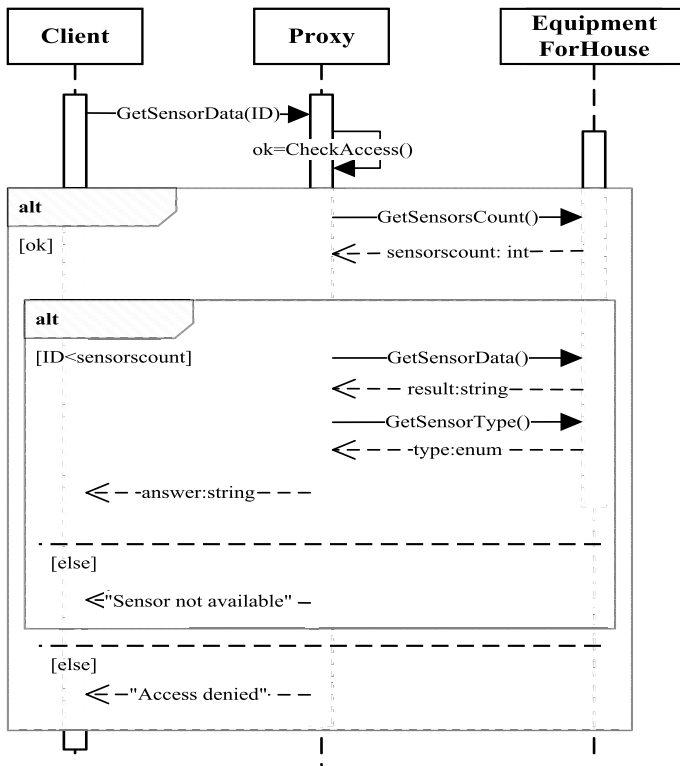 Client
Proxy
Equipment
ForHouse
GetSensorData(ID)
ok=CheckAccess()
alt
GetSensorsCount()
[ok]
sensorscount: int
alt
[ID<sensorscount]
GetSensorData()
result:string
GetSensorType()
type:enum
answer:string
[else]
"Sensor not available"
[else]
"Access denied"